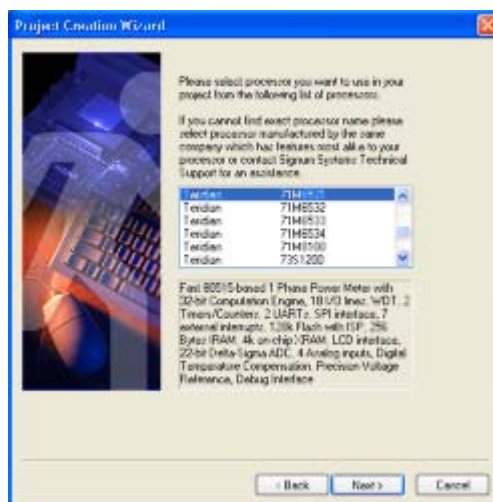 Project Creation Wizard
Please select processor you want to use in your
project from the following list of processors.
If you cannot find exact processor name please
select processor manufactured by the same
company which has features most alike to your
processor or contact Signum Systems Technical
Support for an assistance.
Teridian 71M6531
Teridian 71M6532
Teridian 71M6533
Teridian 71M6534
Teridian 71M8100
Teridian 73S1200
Fast 80515-based 1 Phase Power Meter with
32-bit Compulation Engine, 18 I/O lines, WDT, 2
Timers/Counters, 2 UARTs, SPI interface, 7
external interrupts, 128k Flash with ISP, 256
Bytes IRAM, 4k on-chip XRAM, LCD interface,
22-bit Delta-Sigma ADC, 4 Analog inputs, Digital
Temperature Compensation, Precision Voltage
Reference, Debug Interface
< Back
Next >
Cancel